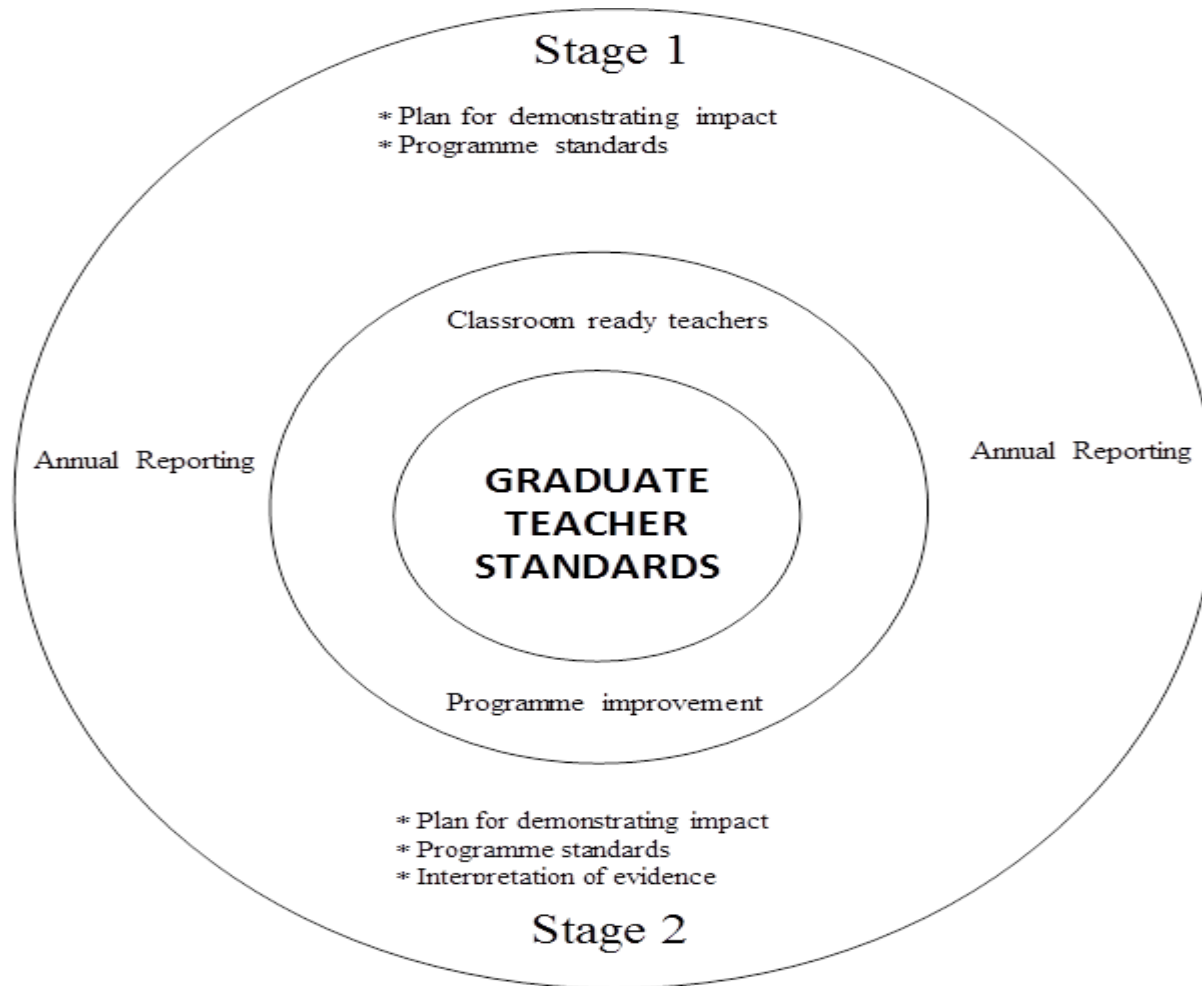 Stage 1
* Plan for demonstrating impact
* Programme standards
Classroom ready teachers
Annual Reporting
Annual Reporting
GRADUATE
TEACHER
STANDARDS
Programme improvement
* Plan for demonstrating impact
* Programme standards
* Interpretation of evidence
Stage 2